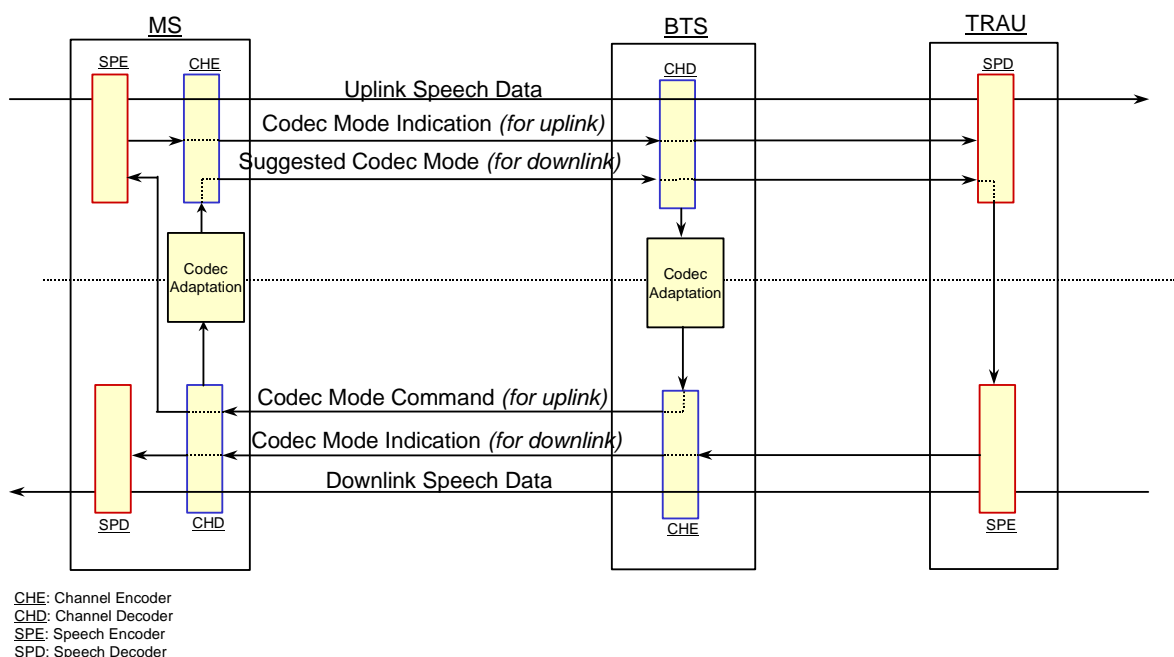 MS
BTS
TRAU
SPE
CHE
CHD
SPD
Uplink Speech Data
Codec Mode Indication (for uplink)
Suggested Codec Mode (for downlink)
Codec
Adaptation
Codec
Adaptation
Codec Mode Command (for uplink)
Codec Mode Indication (for downlink)
Downlink Speech Data
SPD
CHD
CHE
SPE
CHE: Channel Encoder
CHD: Channel Decoder
SPE: Speech Encoder
SPD: Speech Decoder